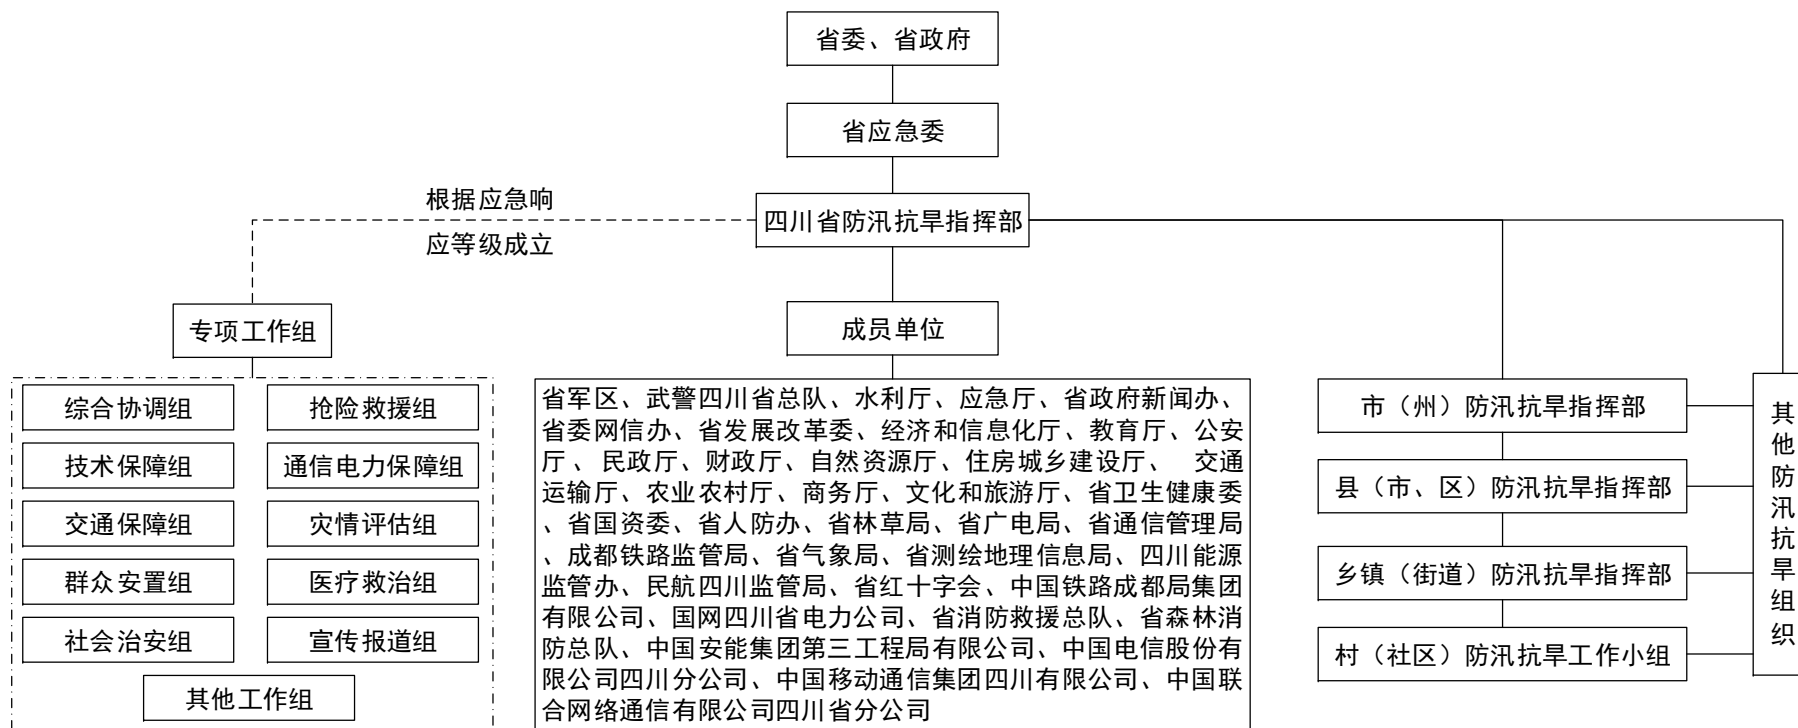 省委、省政府
省应急委
根据应急响
应等级成立
四川省防汛抗旱指挥部
专项工作组
综合协调组
抢险救援组
技术保障组
通信电力保障组
交通保障组
灾情评估组
群众安置组
医疗救治组
社会治安组
宣传报道组
其他工作组
成员单位
省军区、武警四川省总队、水利厅、应急厅、省政府新闻办、
省委网信办、省发展改革委、经济和信息化厅、教育厅、公安
厅、民政厅、财政厅、自然资源厅、住房城乡建设厅、 交通
运输厅、农业农村厅、商务厅、文化和旅游厅、省卫生健康委
、省国资委、省人防办、省林草局、省广电局、省通信管理局
、成都铁路监管局、省气象局、省测绘地理信息局、四川能源
监管办、民航四川监管局、省红十字会、中国铁路成都局集团
有限公司、国网四川省电力公司、省消防救援总队、省森林消
防总队、中国安能集团第三工程局有限公司、中国电信股份有
限公司四川分公司、中国移动通信集团四川有限公司、中国联
合网络通信有限公司四川省分公司
市（州）防汛抗旱指挥部
县（市、区）防汛抗旱指挥部
乡镇（街道）防汛抗旱指挥部
村（社区）防汛抗旱工作小组
其他防汛抗旱组织